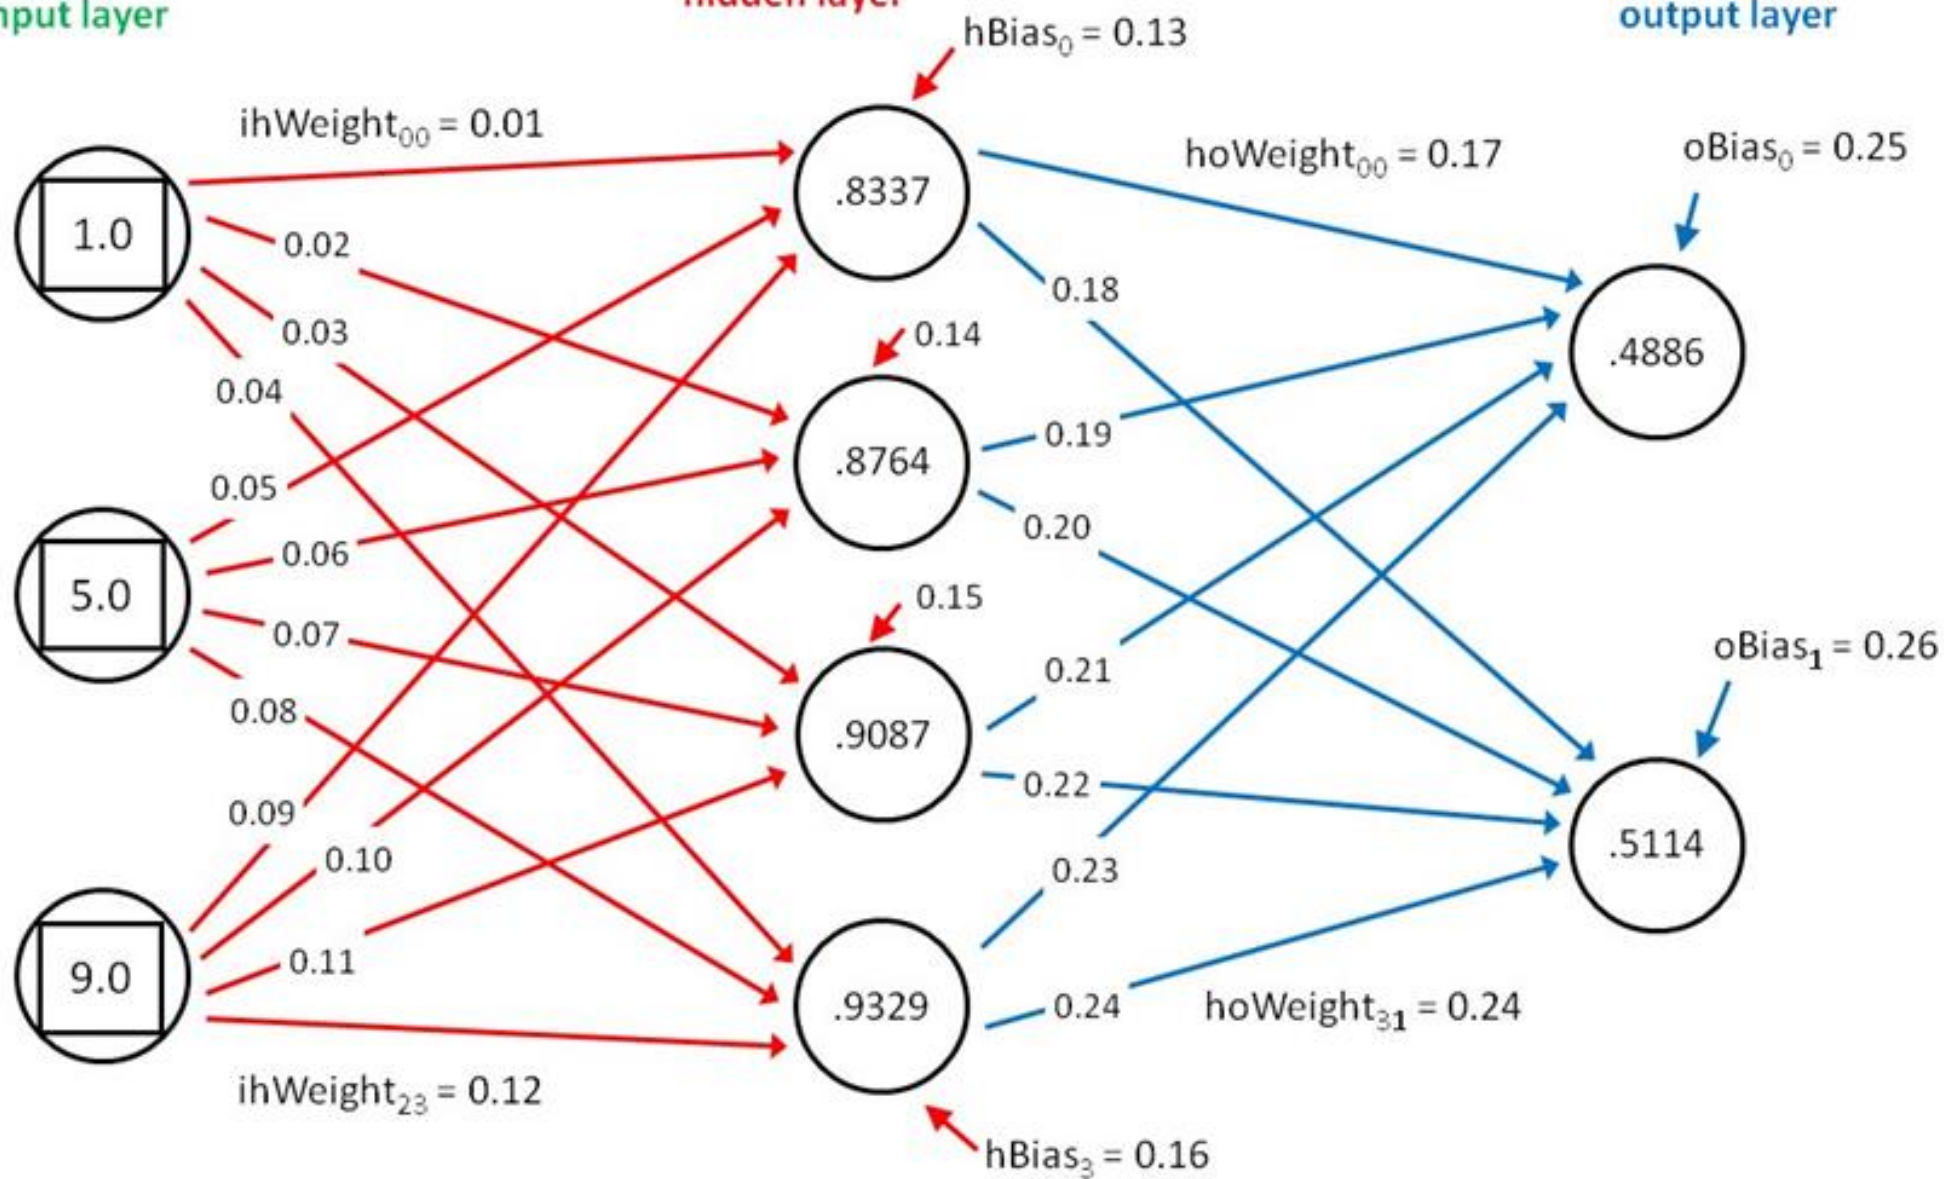 nput layer
hidden layer
output layer
hBias0 = 0.13
ihWeight00 = 0.01
hoWeight00 = 0.17
oBias0 = 0.25
1.0
.8337
0.02
0.18
0.03
0.14
.4886
0.04
0.19
.8764
0.05
0.20
0.06
5.0
0.15
0.07
oBias1 = 0.26
0.21
0.08
.9087
0.22
0.09
.5114
0.10
0.23
0.11
9.0
.9329
0.24
hoWeight31 = 0.24
ihWeight23 = 0.12
hBias3 = 0.16